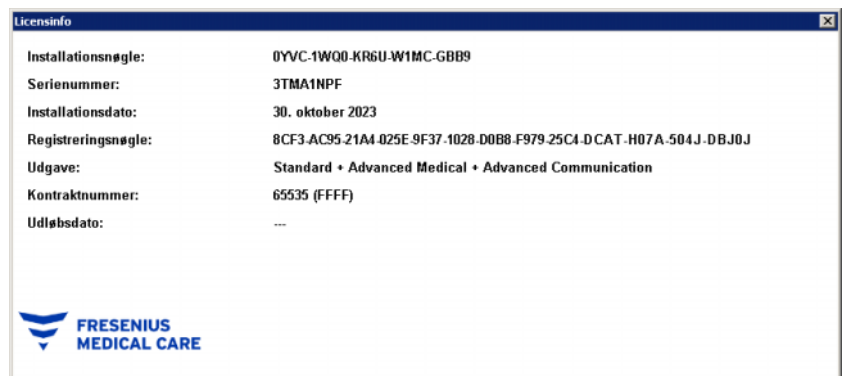 Licensinfo
Installationsnøgle: 0YVC-1WQ0-KR6U-W1MC-GBB9
Serienummer: 3TMA1NPF
Installationsdato: 30. oktober 2023
Registreringsnøgle: 8CF3-AC95-21A4-025E-9F37-1028-D0B8-F979-25C4-DCAT-H07A-504J-DBJ0J
Udgave: Standard + Advanced Medical + Advanced Communication
Kontraktnummer: 65535 (FFFF)
Udløbsdato: ---
FRESENIUS
MEDICAL CARE